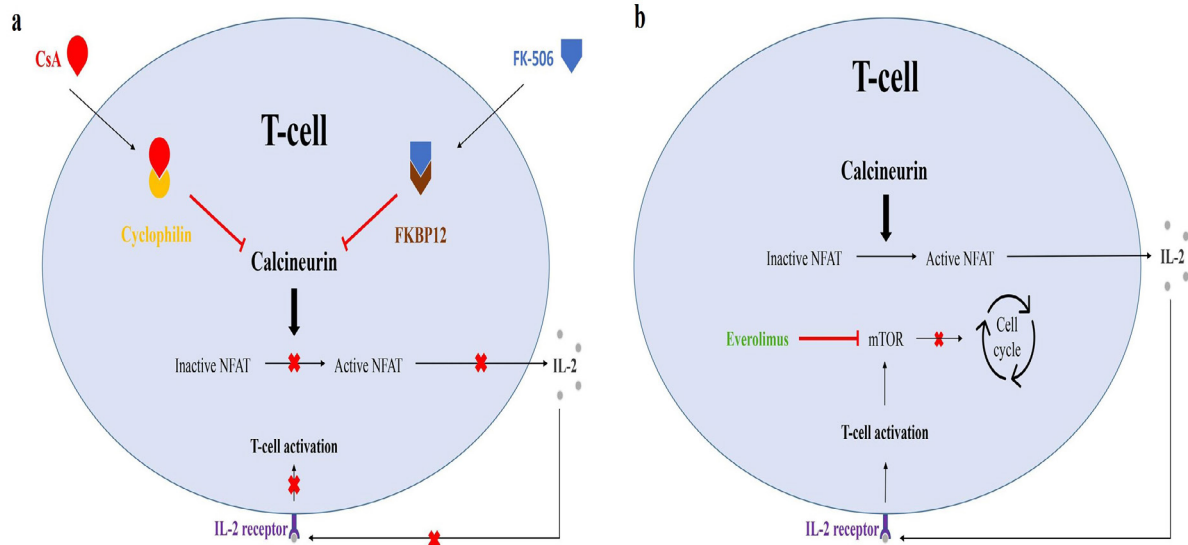 a
CsA
FK-506
T-cell
Cyclophilin
FKBP12
Calcineurin
Inactive NFAT
Active NFAT
IL-2
T-cell activation
IL-2 receptor
b
T-cell
Calcineurin
Inactive NFAT
Active NFAT
IL-2
Everolimus
mTOR
Cell
cycle
T-cell activation
IL-2 receptor